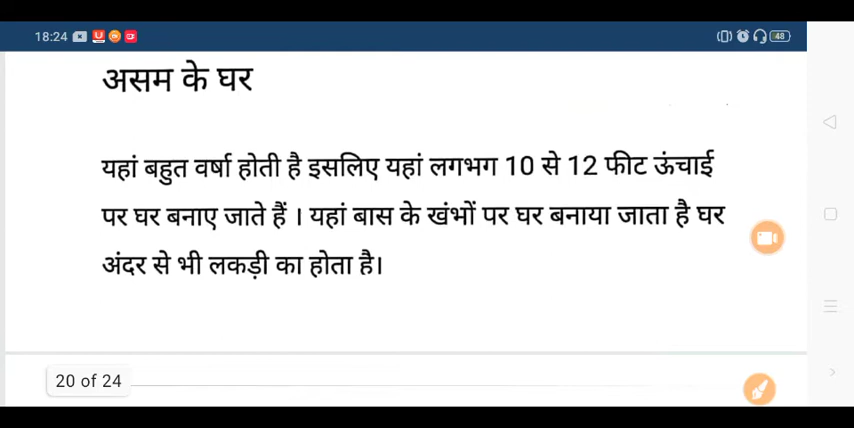 18:24
48
असम के घर
यहां बहुत वर्षा होती है इसलिए यहां लगभग 10 से 12 फीट ऊंचाई
पर घर बनाए जाते हैं । यहां बास के खंभों पर घर बनाया जाता है घर
अंदर से भी लकड़ी का होता है।
20 of 24